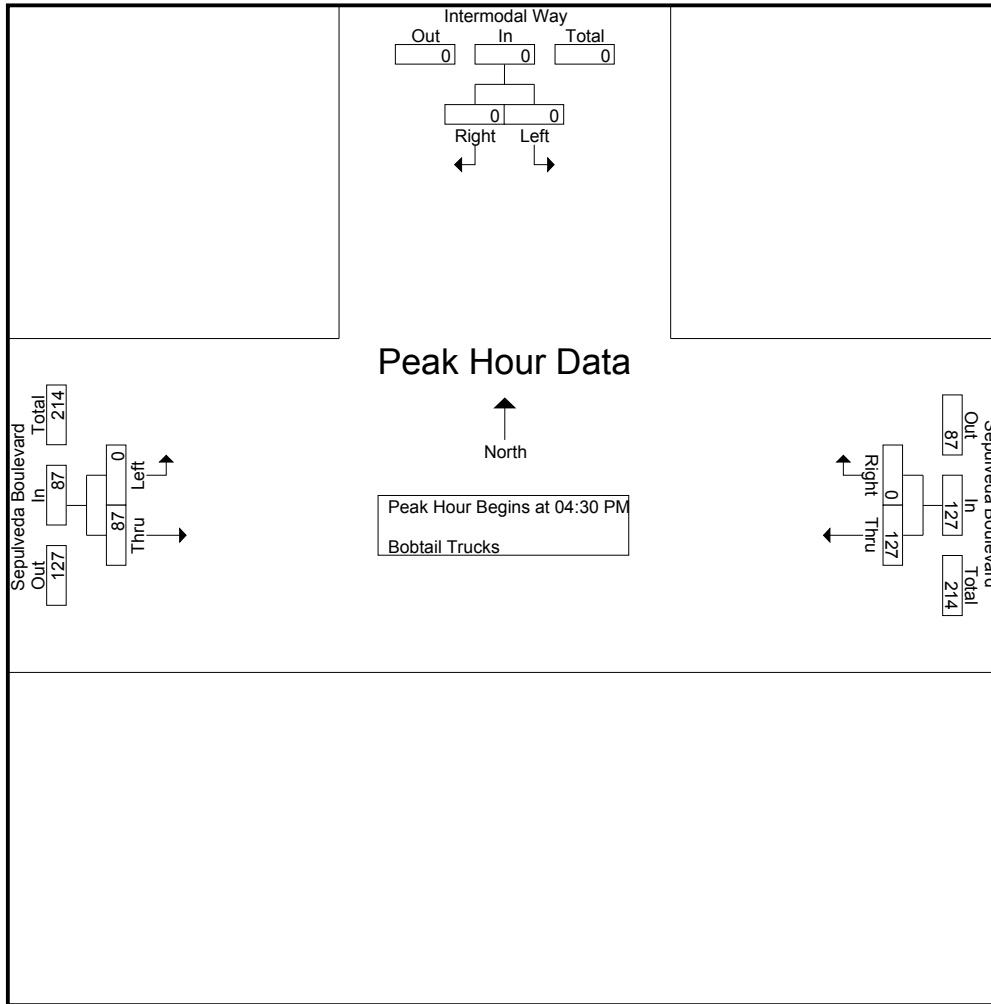 Intermodal Way
Out In Total
0 0 0
0 0
Right Left
Peak Hour Data
North
Peak Hour Begins at 04:30 PM
Bobtail Trucks
Sepulveda Boulevard
Total In Out
214 87 127
0 87
Left Thru
Sepulveda Boulevard
Out In Total
87 127 214
0 127
Right Thru